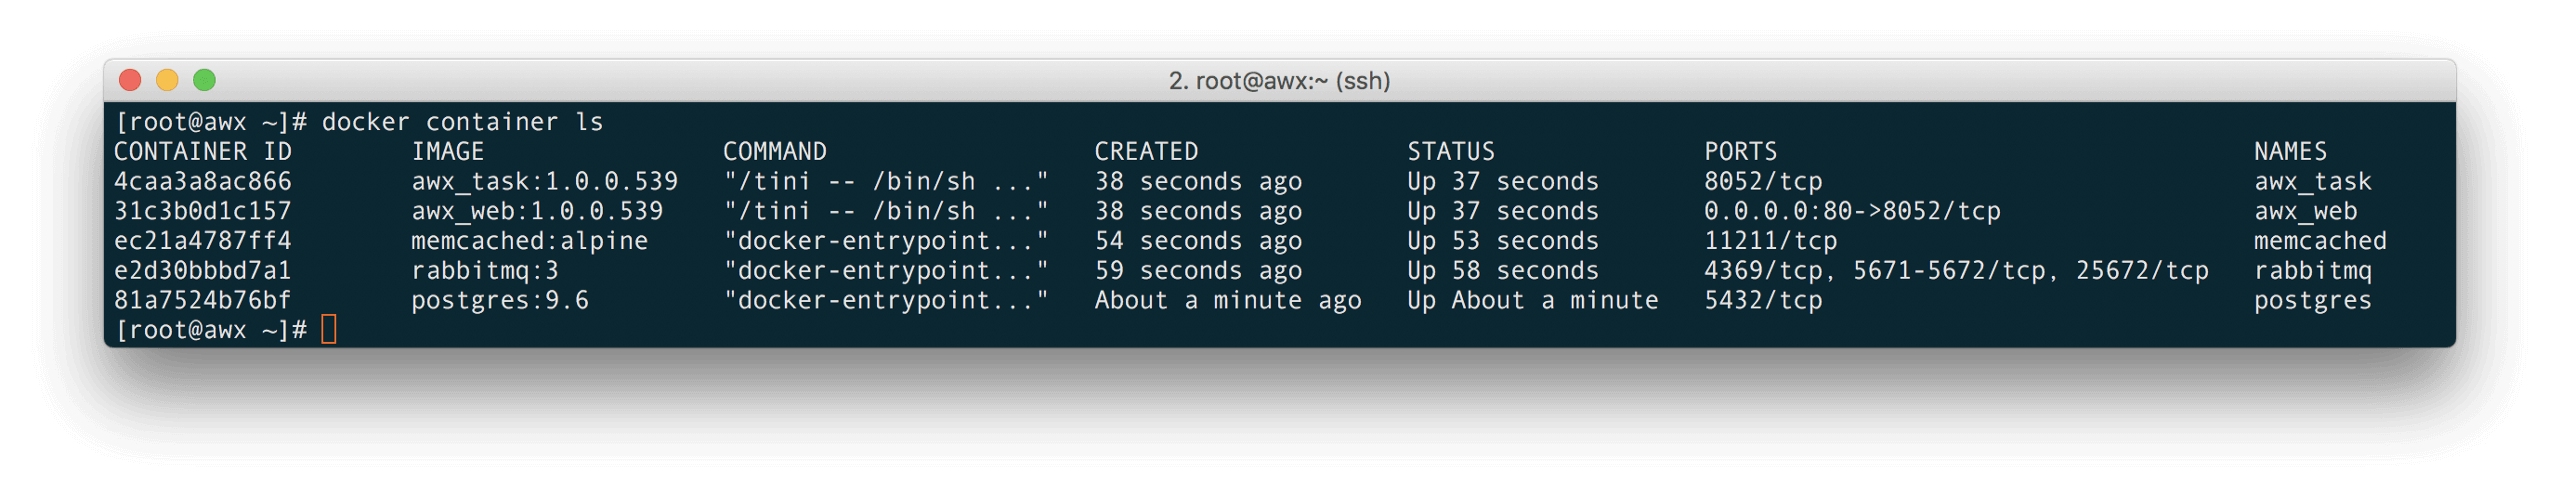 2. root@awx:~ (ssh)
[root@awx ~]# docker container ls
CONTAINER ID IMAGE COMMAND CREATED STATUS PORTS NAMES
4caa3a8ac866 awx_task:1.0.0.539 "/tini -- /bin/sh ..." 38 seconds ago Up 37 seconds 8052/tcp awx_task
31c3b0d1c157 awx_web:1.0.0.539 "/tini -- /bin/sh ..." 38 seconds ago Up 37 seconds 0.0.0.0:80->8052/tcp awx_web
ec21a4787ff4 memcached:alpine "docker-entrypoint..." 54 seconds ago Up 53 seconds 11211/tcp memcached
e2d30bbbd7a1 rabbitmq:3 "docker-entrypoint..." 59 seconds ago Up 58 seconds 4369/tcp, 5671-5672/tcp, 25672/tcp rabbitmq
81a7524b76bf postgres:9.6 "docker-entrypoint..." About a minute ago Up About a minute 5432/tcp postgres
[root@awx ~]#